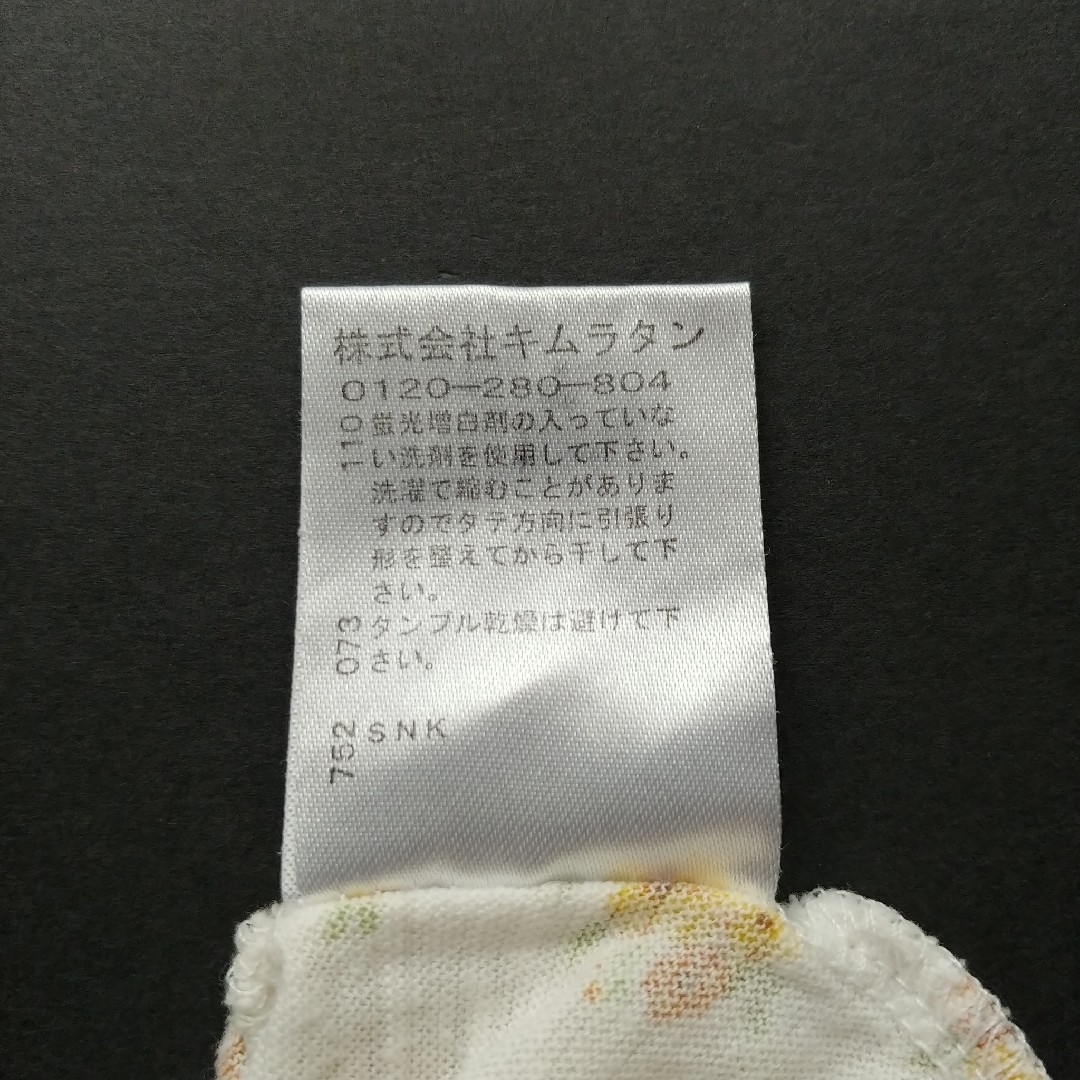 株式会社キムラタン
0120-280-804
蛍光増白剤の入っていな
い洗剤を使用して下さい。
洗濯で縮むことがありま
すのでタテ方向に引張り
形を整えてから干して下
さい。
タンブル乾燥は避けて下
さい。
SNK
110
073
752